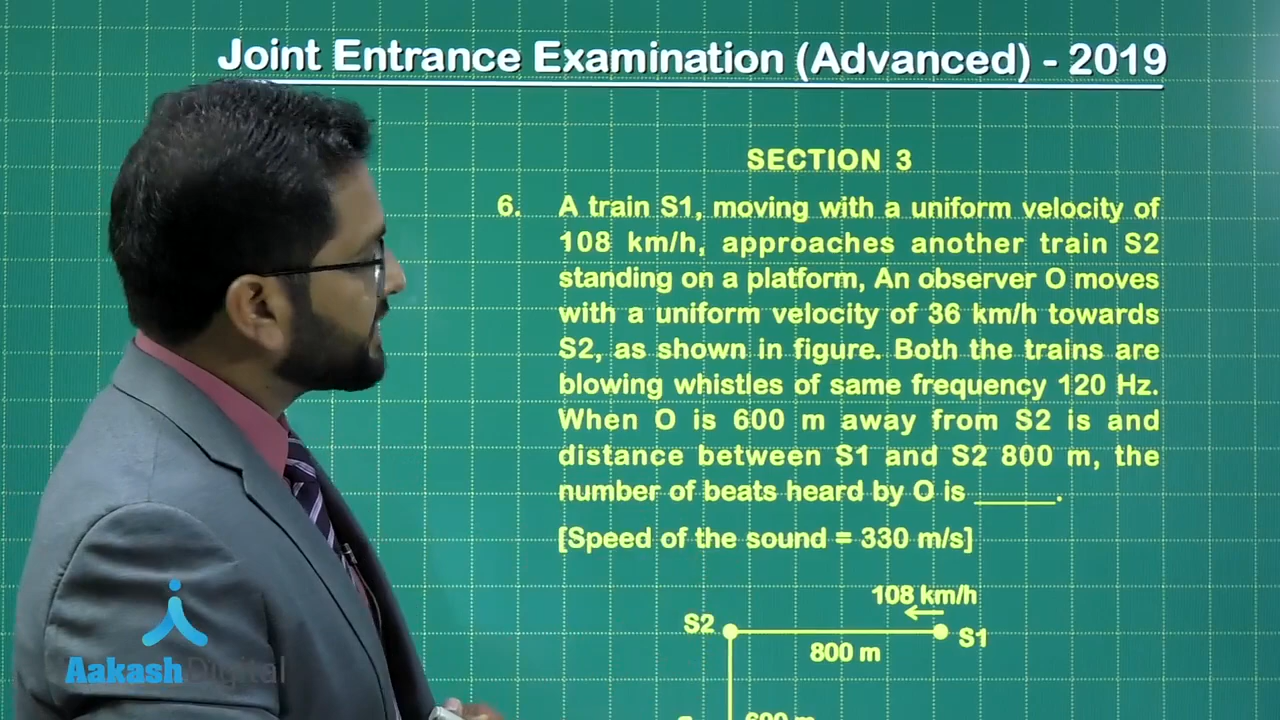 Joint Entrance Examination (Advanced) - 2019
SECTION 3
6. A train S1, moving with a uniform velocity of
108 km/h, approaches another train S2
standing on a platform, An observer O moves
with a uniform velocity of 36 km/h towards
S2, as shown in figure. Both the trains are
blowing whistles of same frequency 120 Hz.
When O is 600 m away from S2 is and
distance between S1 and S2 800 m, the
number of beats heard by O is _____.
[Speed of the sound = 330 m/s]
108 km/h
S2
S1
800 m
600 m
Aakash Digital